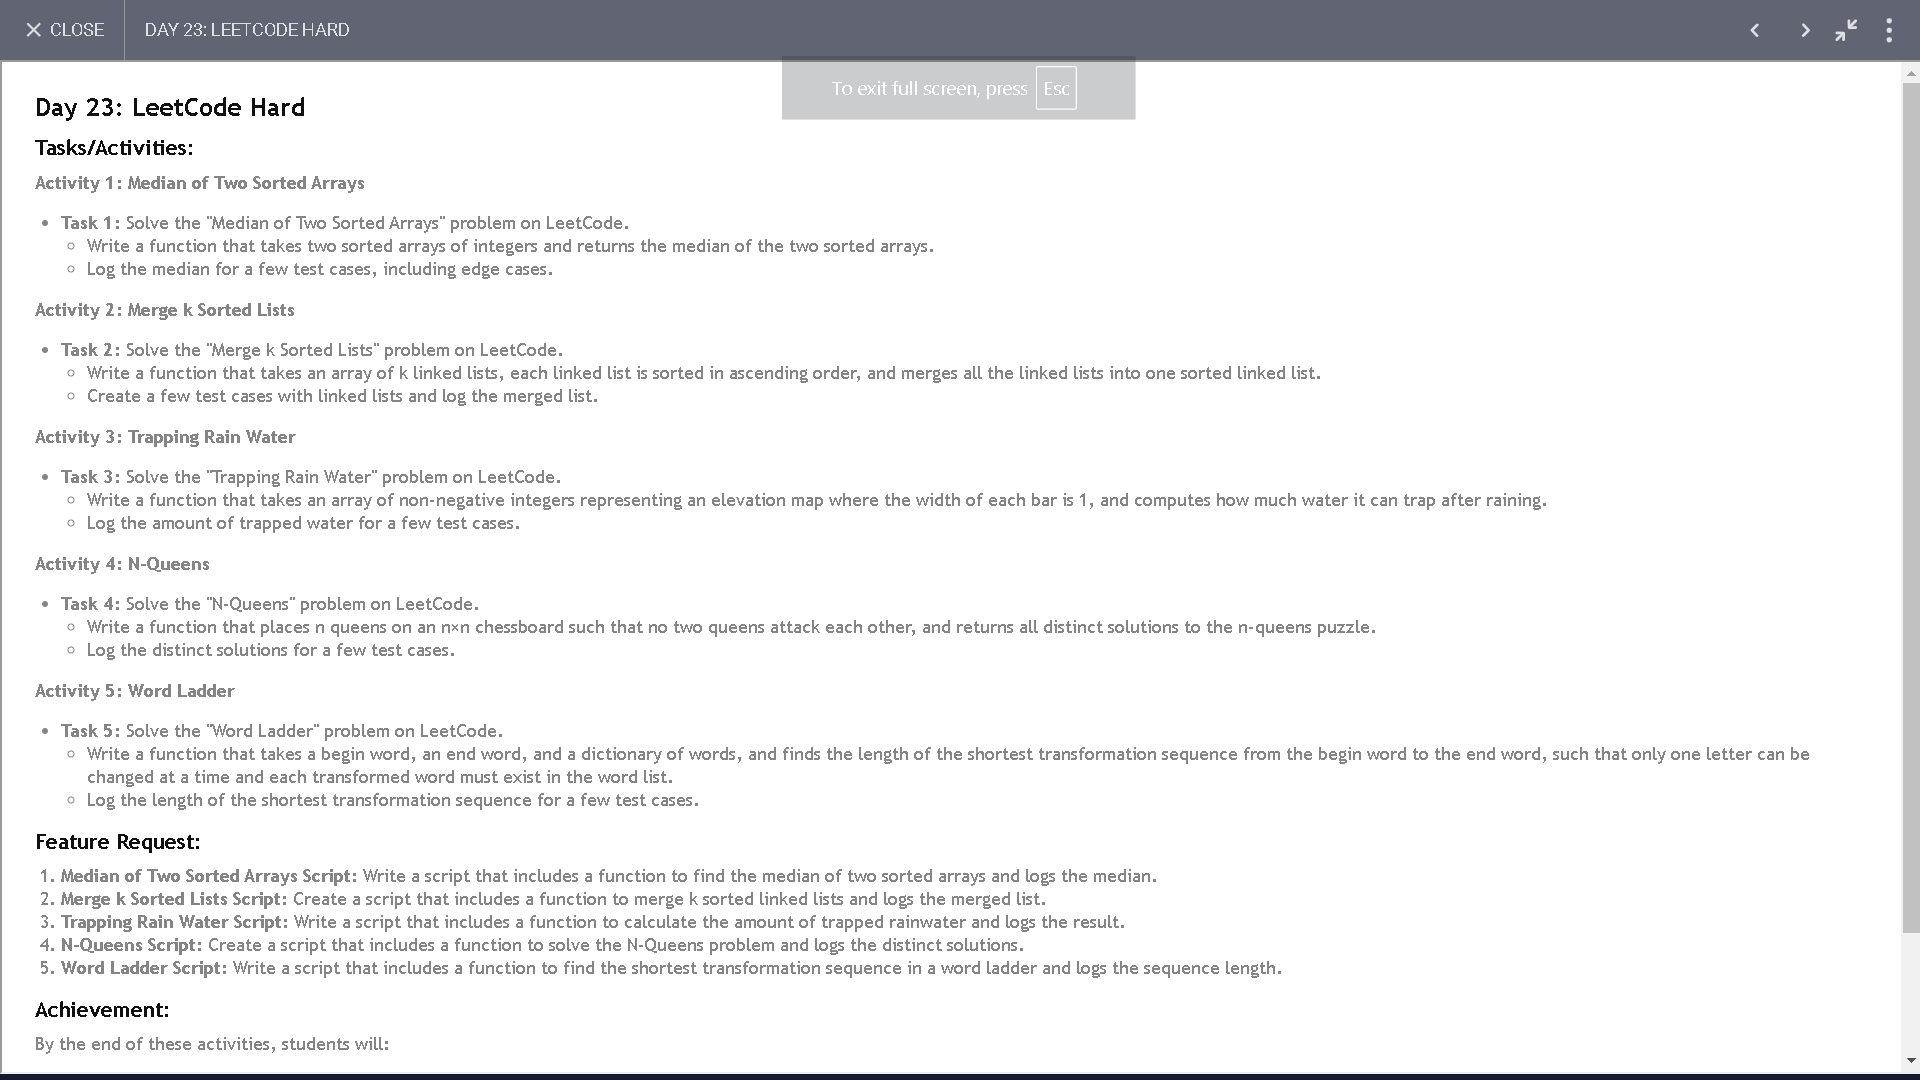 CLOSE
DAY 23: LEETCODE HARD
To exit full screen, press Esc
Day 23: LeetCode Hard
Tasks/Activities:
Activity 1: Median of Two Sorted Arrays
• Task 1: Solve the "Median of Two Sorted Arrays" problem on LeetCode.
◦ Write a function that takes two sorted arrays of integers and returns the median of the two sorted arrays.
◦ Log the median for a few test cases, including edge cases.
Activity 2: Merge k Sorted Lists
• Task 2: Solve the "Merge k Sorted Lists" problem on LeetCode.
◦ Write a function that takes an array of k linked lists, each linked list is sorted in ascending order, and merges all the linked lists into one sorted linked list.
◦ Create a few test cases with linked lists and log the merged list.
Activity 3: Trapping Rain Water
• Task 3: Solve the "Trapping Rain Water" problem on LeetCode.
◦ Write a function that takes an array of non-negative integers representing an elevation map where the width of each bar is 1, and computes how much water it can trap after raining.
◦ Log the amount of trapped water for a few test cases.
Activity 4: N-Queens
• Task 4: Solve the "N-Queens" problem on LeetCode.
◦ Write a function that places n queens on an n×n chessboard such that no two queens attack each other, and returns all distinct solutions to the n-queens puzzle.
◦ Log the distinct solutions for a few test cases.
Activity 5: Word Ladder
• Task 5: Solve the "Word Ladder" problem on LeetCode.
◦ Write a function that takes a begin word, an end word, and a dictionary of words, and finds the length of the shortest transformation sequence from the begin word to the end word, such that only one letter can be
changed at a time and each transformed word must exist in the word list.
◦ Log the length of the shortest transformation sequence for a few test cases.
Feature Request:
1. Median of Two Sorted Arrays Script: Write a script that includes a function to find the median of two sorted arrays and logs the median.
2. Merge k Sorted Lists Script: Create a script that includes a function to merge k sorted linked lists and logs the merged list.
3. Trapping Rain Water Script: Write a script that includes a function to calculate the amount of trapped rainwater and logs the result.
4. N-Queens Script: Create a script that includes a function to solve the N-Queens problem and logs the distinct solutions.
5. Word Ladder Script: Write a script that includes a function to find the shortest transformation sequence in a word ladder and logs the sequence length.
Achievement:
By the end of these activities, students will: